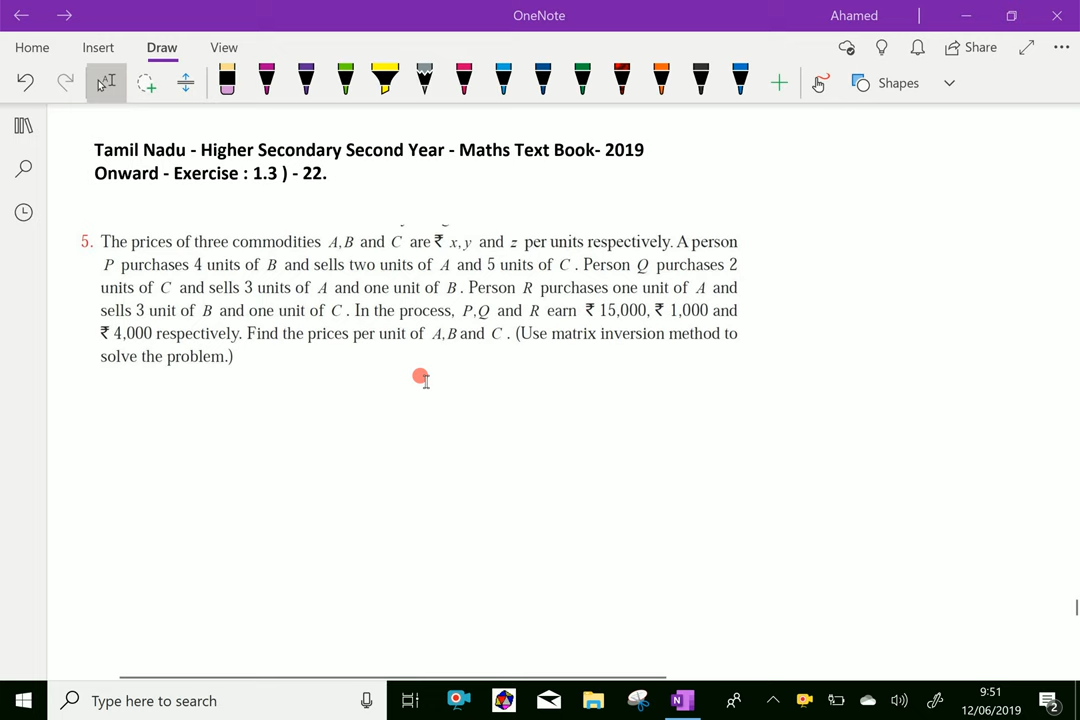 OneNote
Ahamed
Home Insert Draw View
Share
Shapes
Tamil Nadu - Higher Secondary Second Year - Maths Text Book- 2019
Onward - Exercise : 1.3 ) - 22.
5. The prices of three commodities A, B and C are ₹ x, y and z per units respectively. A person
P purchases 4 units of B and sells two units of A and 5 units of C . Person Q purchases 2
units of C and sells 3 units of A and one unit of B . Person R purchases one unit of A and
sells 3 unit of B and one unit of C . In the process, P, Q and R earn ₹ 15,000, ₹ 1,000 and
₹ 4,000 respectively. Find the prices per unit of A, B and C . (Use matrix inversion method to
solve the problem.)
Type here to search
9:51
12/06/2019
2